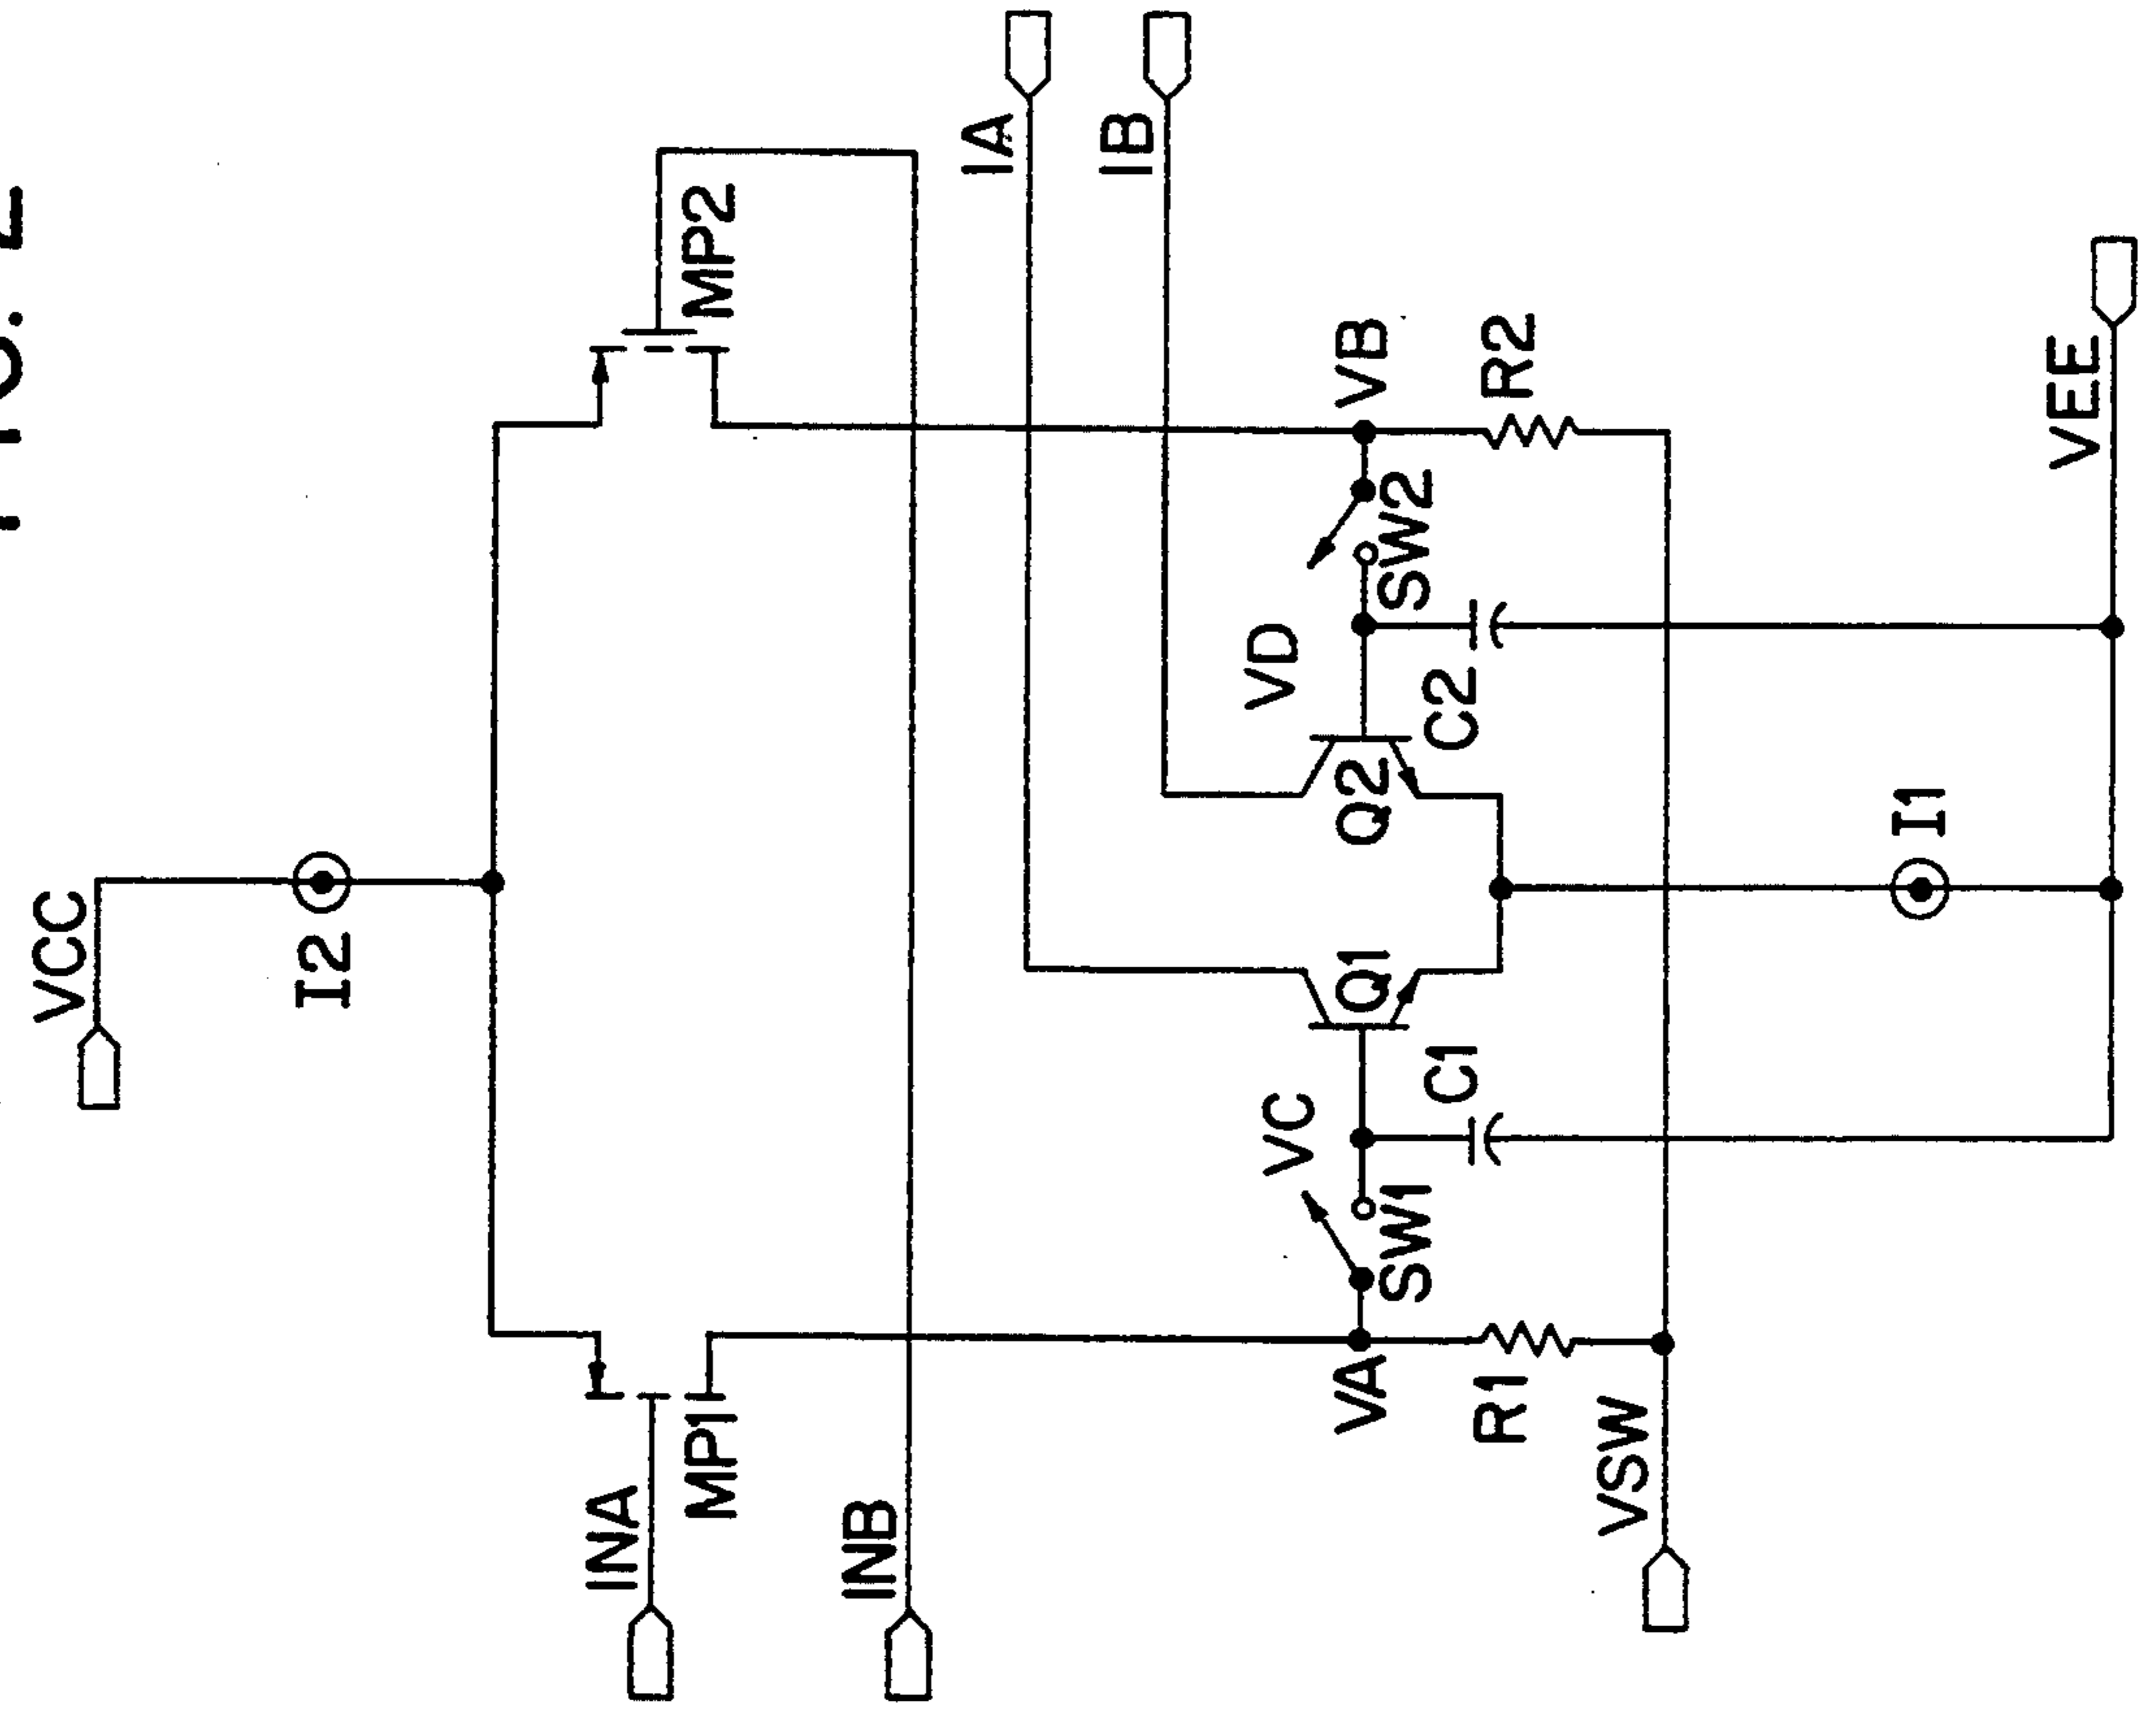 VCC
I2
MP2
INA
MP1
INB
IA
IB
VD
VC
VB
SW2
Q2
Q1
SW1
VA
C2
C1
R2
R1
VSW
I1
VEE